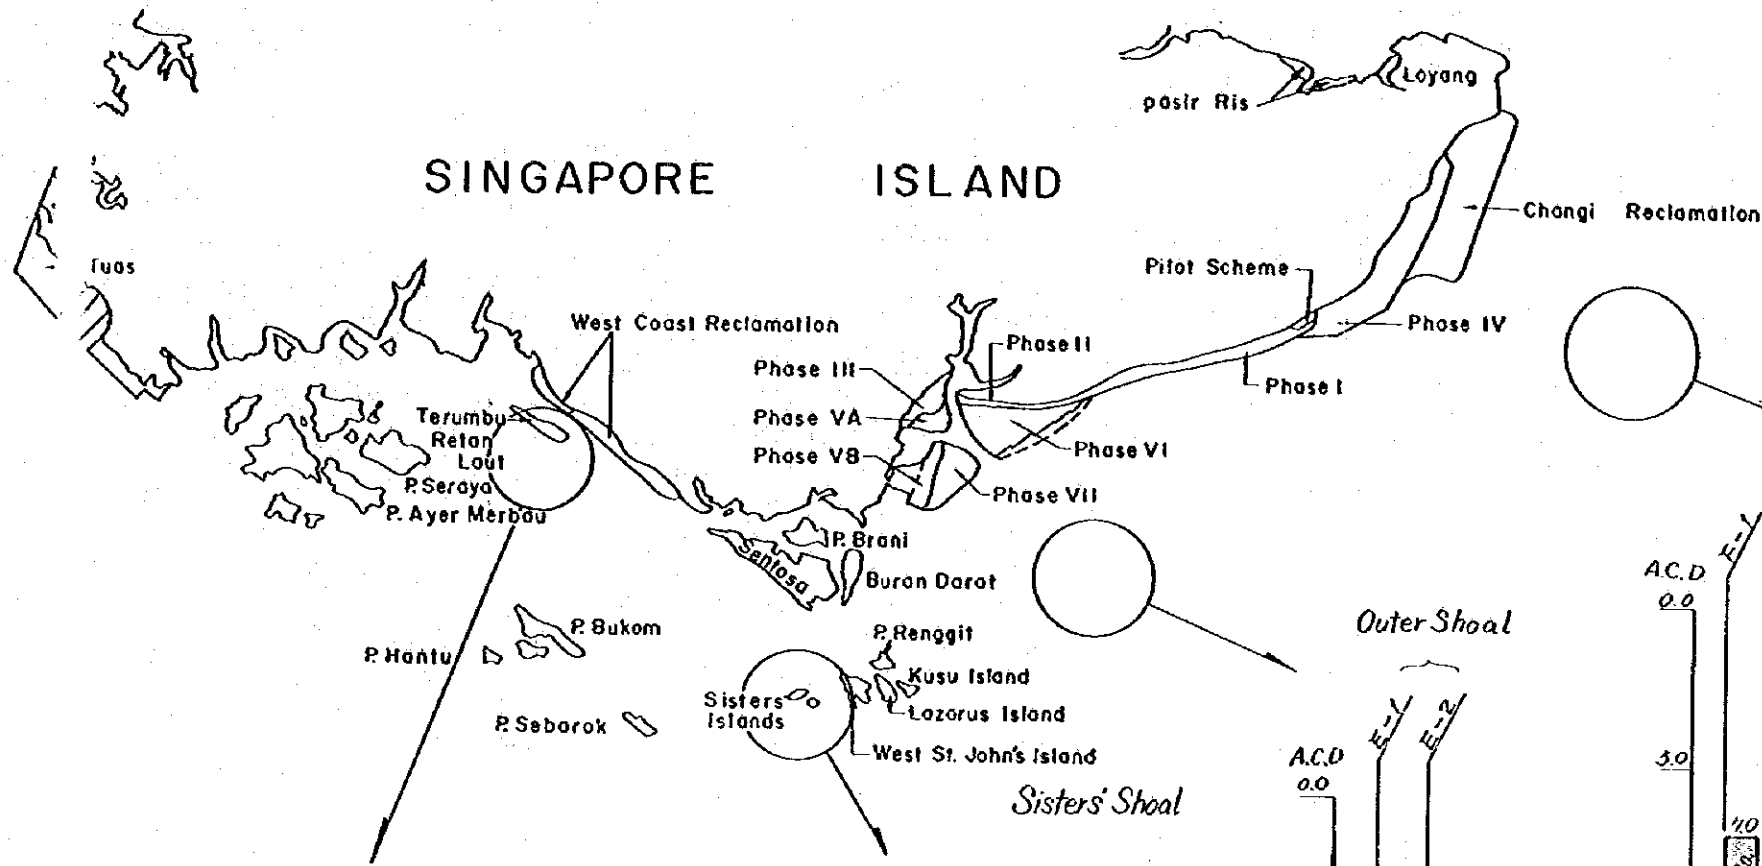 Loyang
pasir Ris
SINGAPORE ISLAND
Changi Reclamation
Tuas
Pilot Scheme
West Coast Reclamation
Phase IV
Phase II
Phase III
Phase I
Phase VA
Terumbu
Retan
Laut
Phase VI
Phase VB
P. Seraya
Phase VII
P. Ayer Merbau
P. Brani
Sentosa
Buran Darat
A.C.D
0.0
E-1
Outer Shoal
P. Bukom
P. Renggit
P. Hantu
Kusu Island
Sisters
Islands
Lazarus Island
P. Sebarok
West St. John's Island
E-1
E-2
A.C.D
0.0
5.0
Sisters' Shoal
7.0